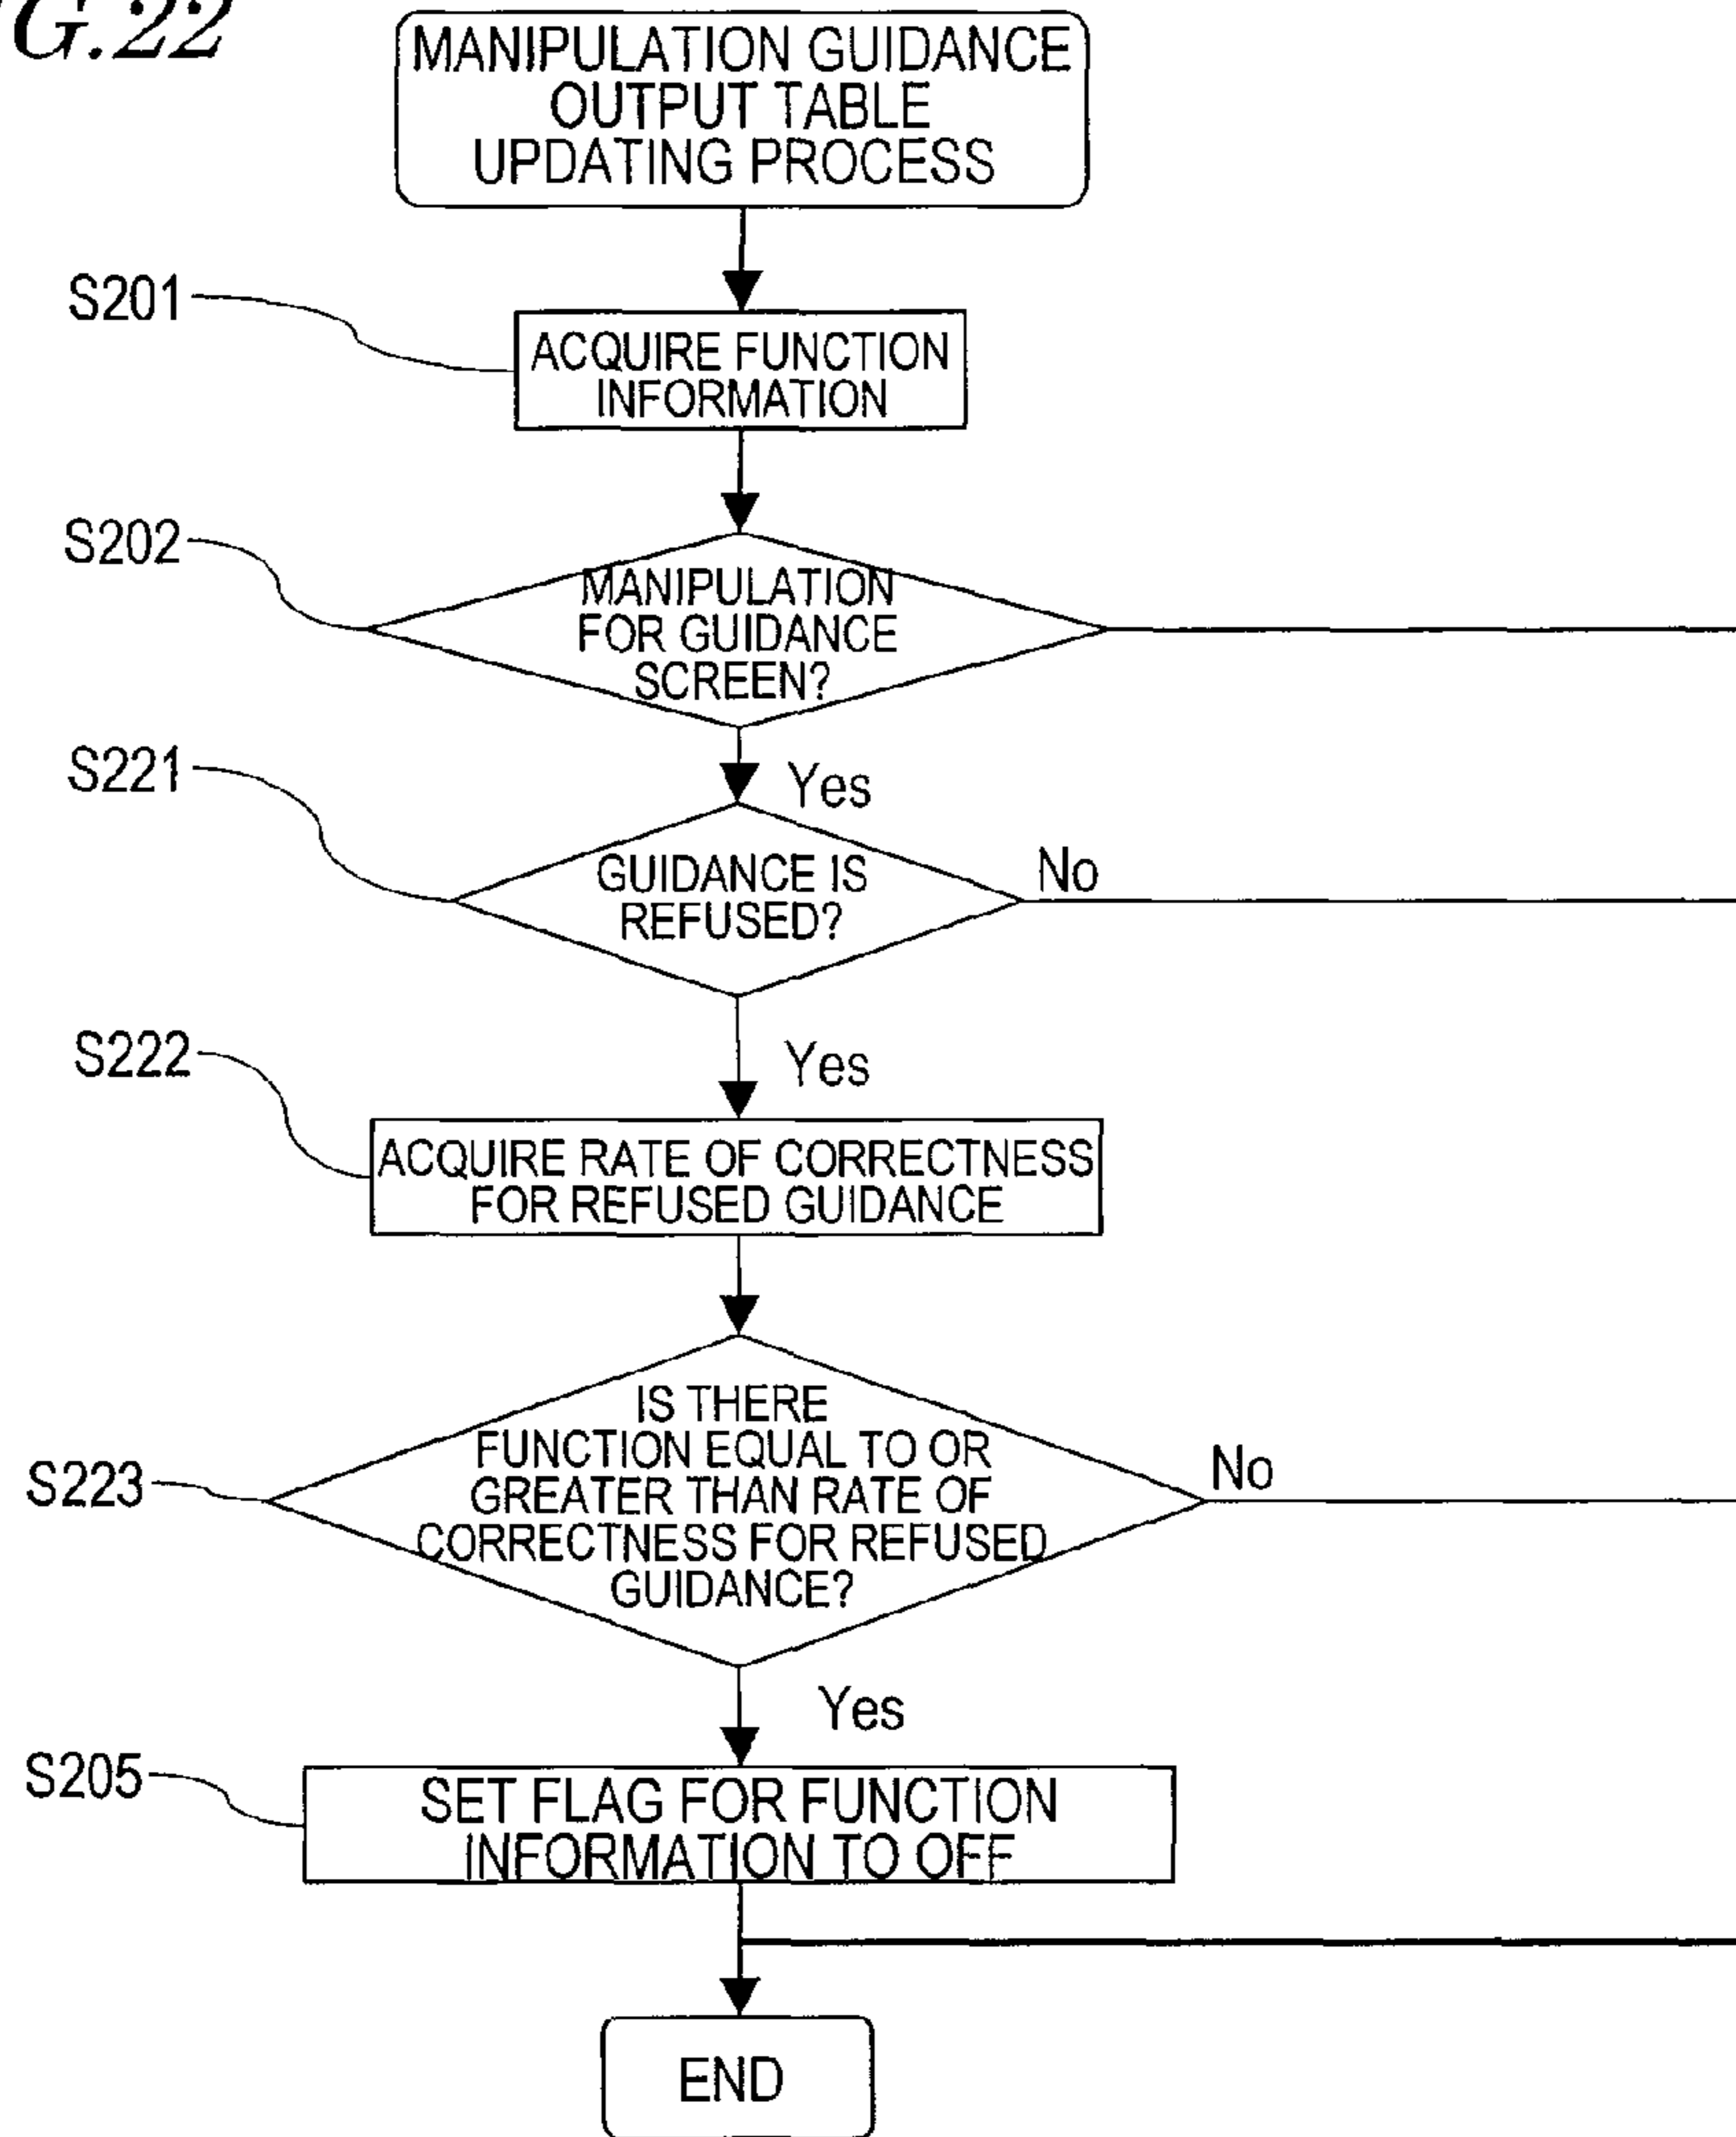 G.22
MANIPULATION GUIDANCE
OUTPUT TABLE
UPDATING PROCESS
S201
ACQUIRE FUNCTION
INFORMATION
S202
MANIPULATION
FOR GUIDANCE
SCREEN?
S221
Yes
GUIDANCE IS
REFUSED?
No
S222
Yes
ACQUIRE RATE OF CORRECTNESS
FOR REFUSED GUIDANCE
S223
IS THERE
FUNCTION EQUAL TO OR
GREATER THAN RATE OF
CORRECTNESS FOR REFUSED
GUIDANCE?
No
Yes
S205
SET FLAG FOR FUNCTION
INFORMATION TO OFF
END